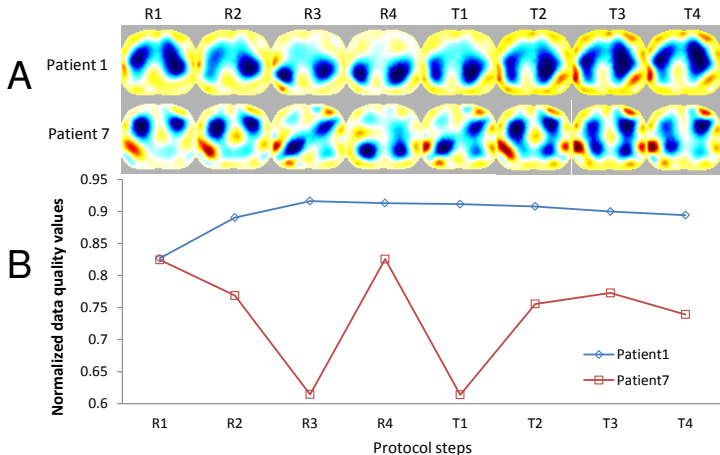 R1 R2 R3 R4 T1 T2 T3 T4
A
Patient 1
Patient 7
B
Normalized data quality values
0.95
0.9
0.85
0.8
0.75
0.7
0.65
0.6
Patient1
Patient7
R1 R2 R3 R4 T1 T2 T3 T4
Protocol steps